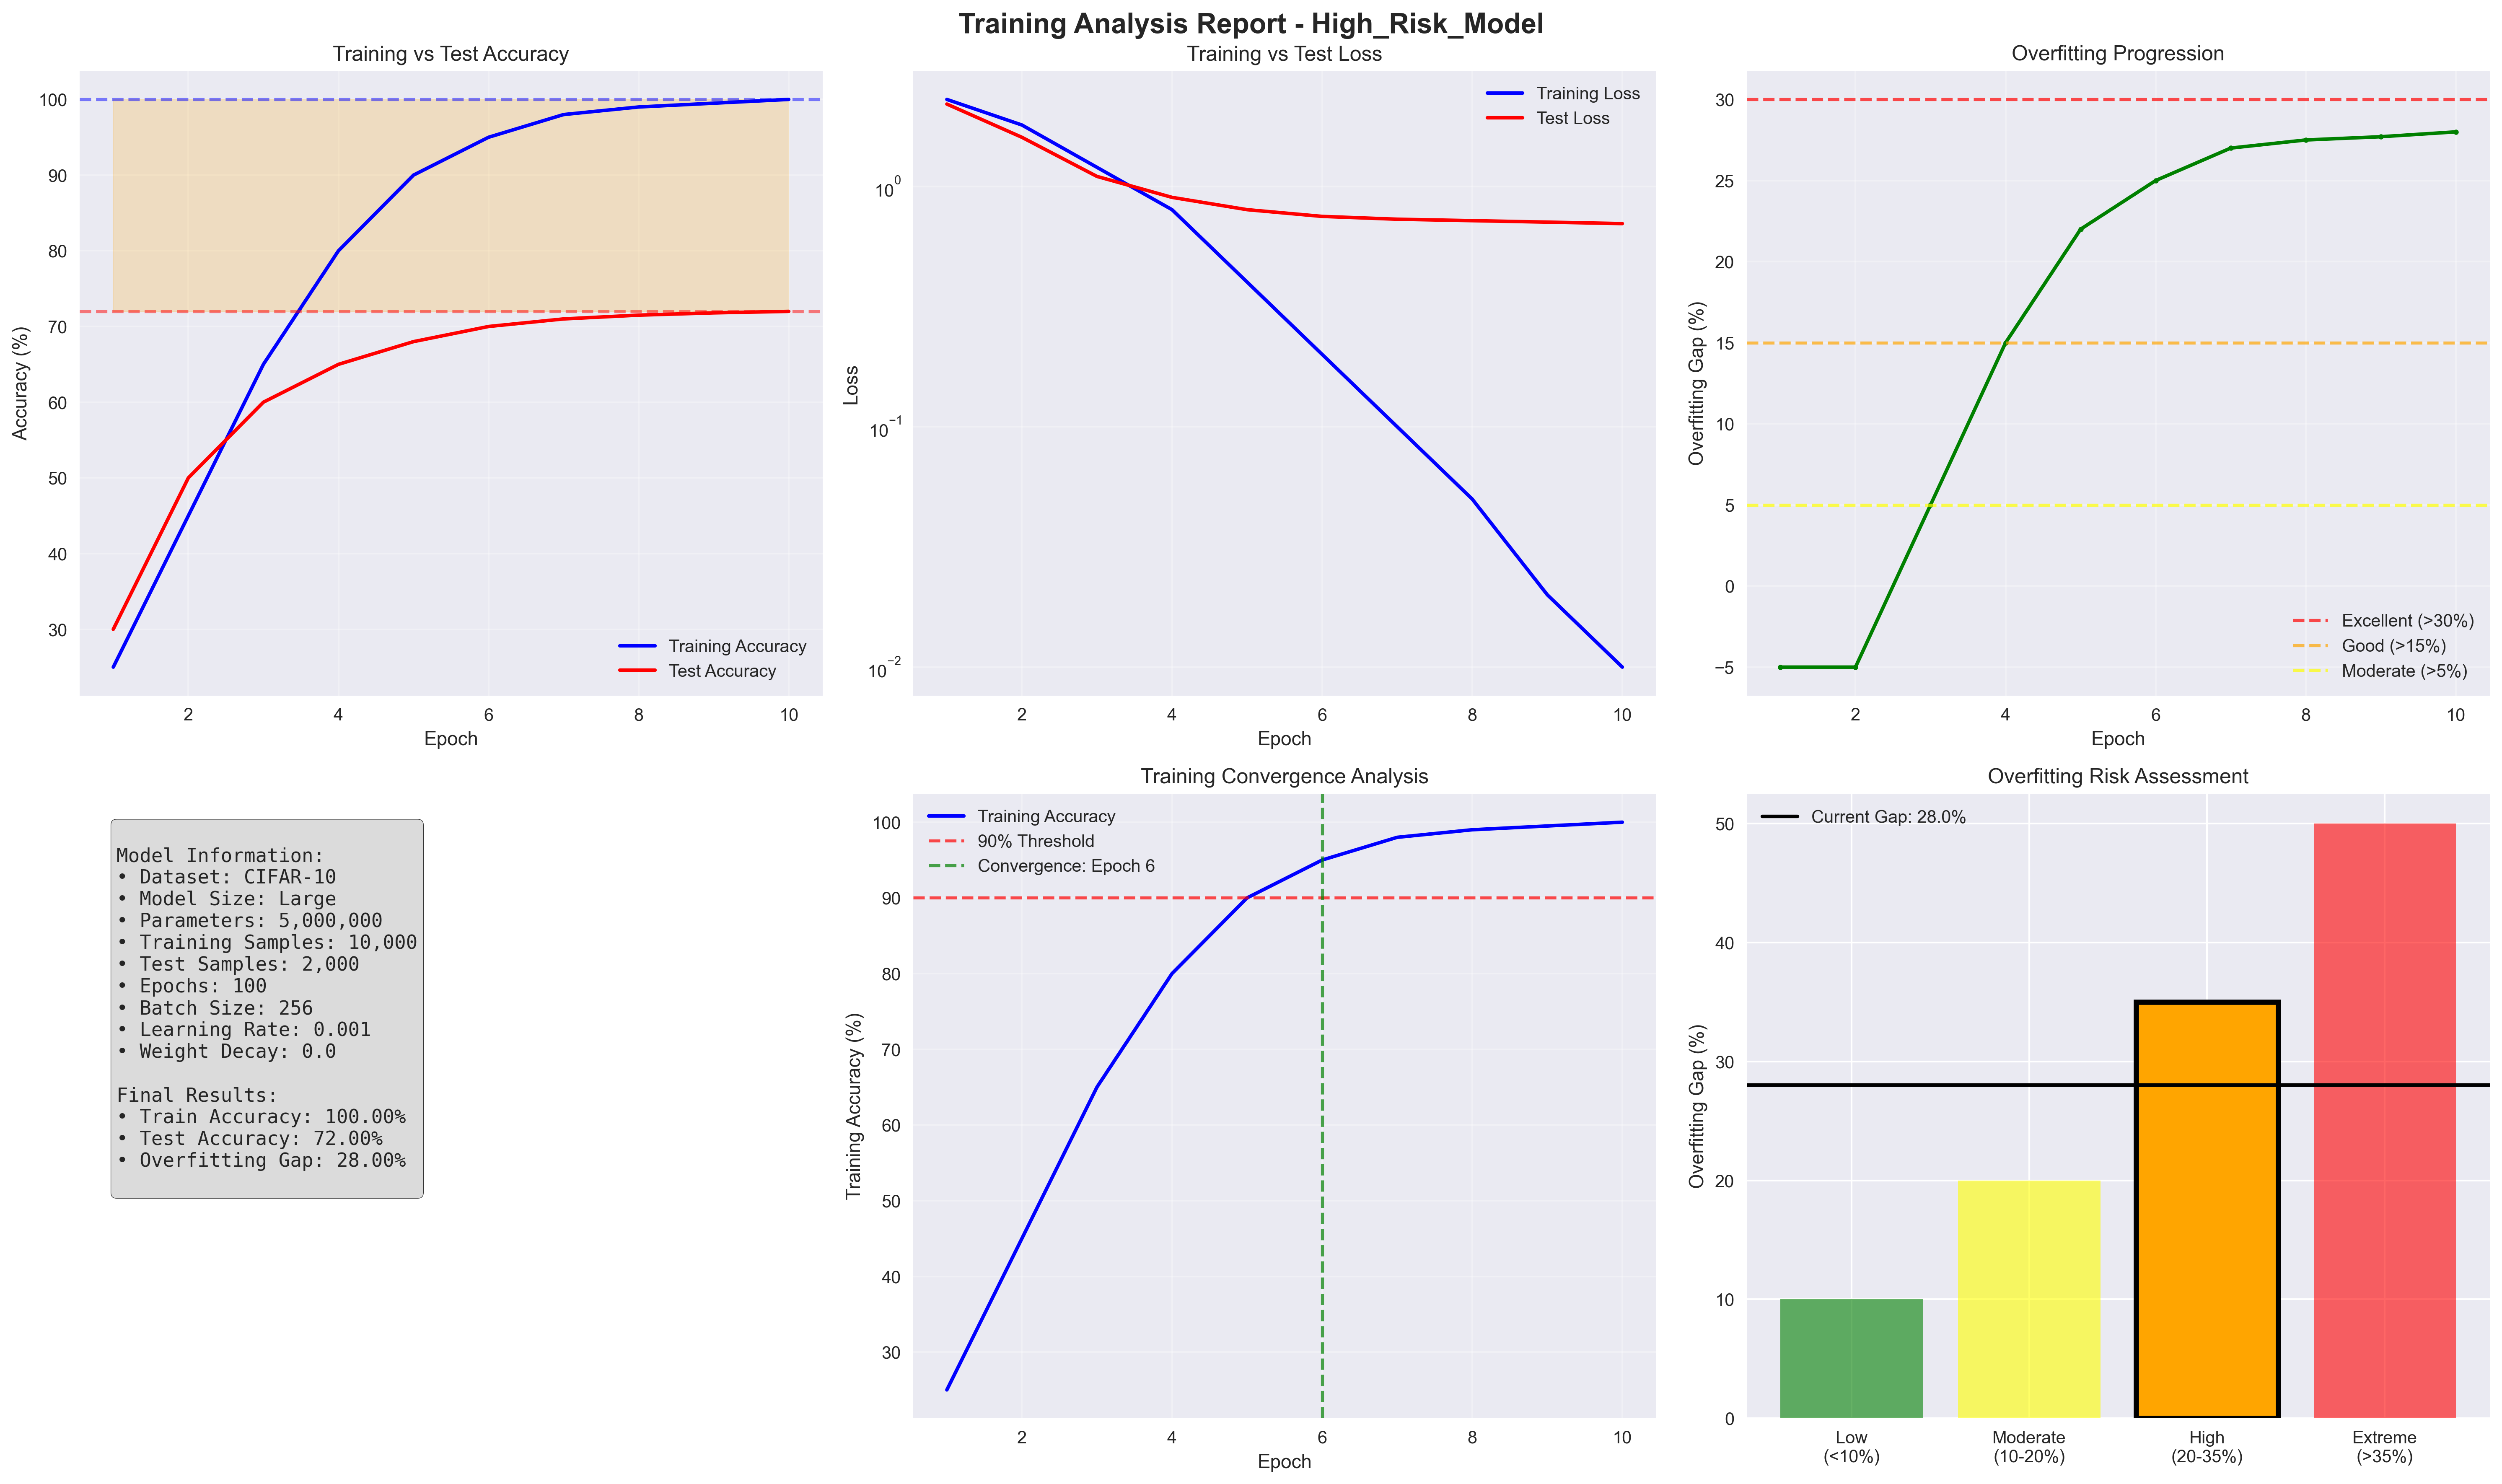 Training Analysis Report - High_Risk_Model
Training vs Test Accuracy
Accuracy (%)
100
90
80
70
60
50
40
30
2
4
6
8
10
Epoch
Training Accuracy
Test Accuracy
Training vs Test Loss
Loss
10^0
10^-1
10^-2
2
4
6
8
10
Epoch
Training Loss
Test Loss
Overfitting Progression
Overfitting Gap (%)
30
25
20
15
10
5
0
−5
2
4
6
8
10
Epoch
Excellent (>30%)
Good (>15%)
Moderate (>5%)
Model Information:
• Dataset: CIFAR-10
• Model Size: Large
• Parameters: 5,000,000
• Training Samples: 10,000
• Test Samples: 2,000
• Epochs: 100
• Batch Size: 256
• Learning Rate: 0.001
• Weight Decay: 0.0
Final Results:
• Train Accuracy: 100.00%
• Test Accuracy: 72.00%
• Overfitting Gap: 28.00%
Training Convergence Analysis
Training Accuracy (%)
100
90
80
70
60
50
40
30
2
4
6
8
10
Epoch
Training Accuracy
90% Threshold
Convergence: Epoch 6
Overfitting Risk Assessment
Overfitting Gap (%)
50
40
30
20
10
0
Current Gap: 28.0%
Low
(<10%)
Moderate
(10-20%)
High
(20-35%)
Extreme
(>35%)